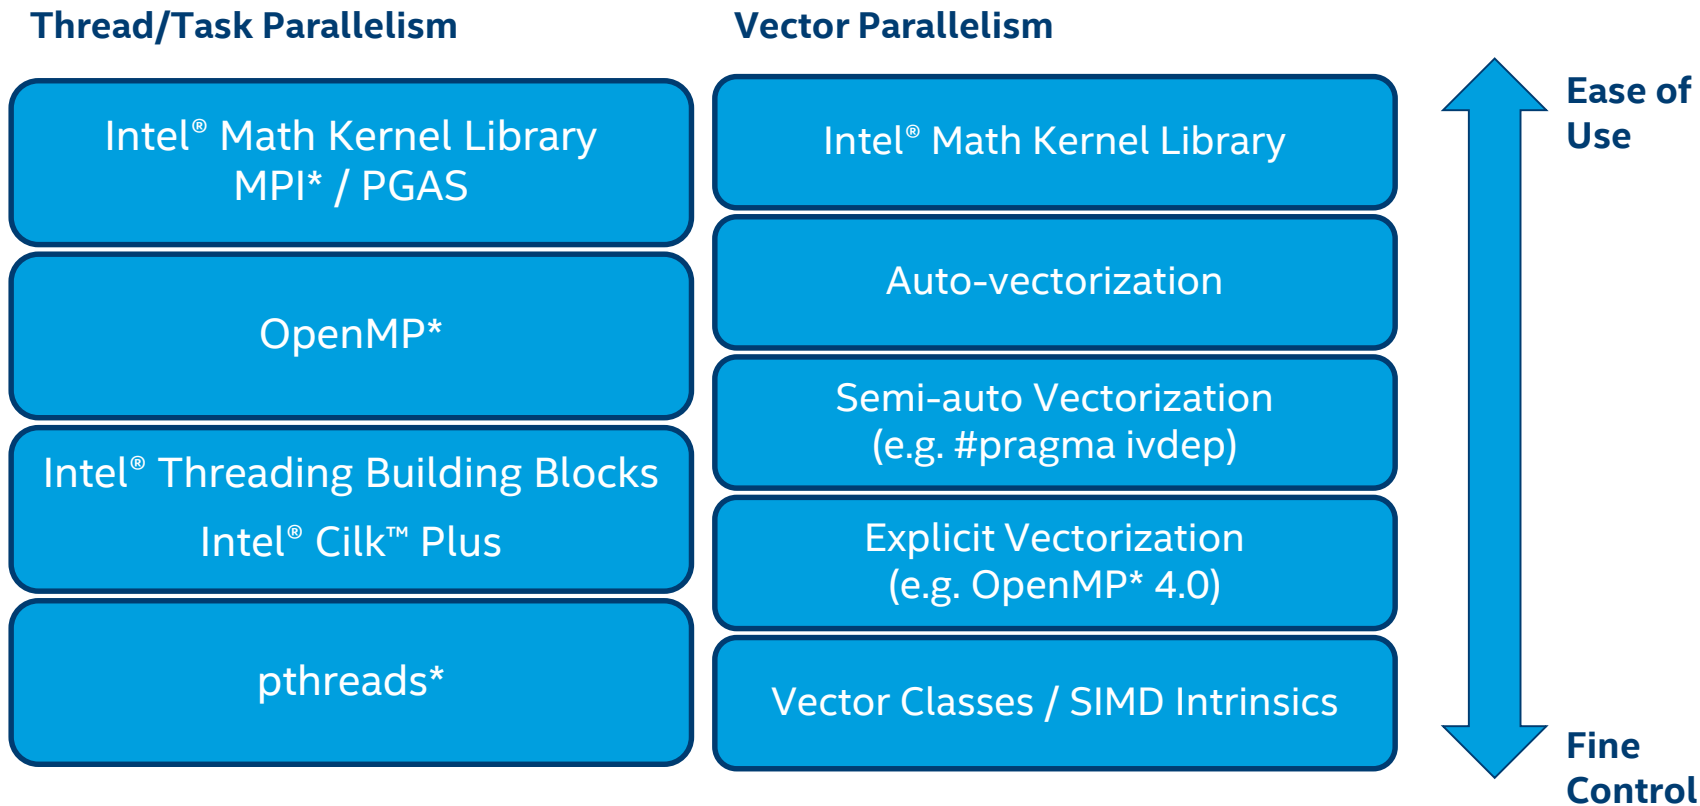 Thread/Task Parallelism
Intel® Math Kernel Library
MPI* / PGAS
OpenMP*
Intel® Threading Building Blocks
Intel® Cilk™ Plus
pthreads*
Vector Parallelism
Intel® Math Kernel Library
Auto-vectorization
Semi-auto Vectorization
(e.g. #pragma ivdep)
Explicit Vectorization
(e.g. OpenMP* 4.0)
Vector Classes / SIMD Intrinsics
Ease of
Use
Fine
Control